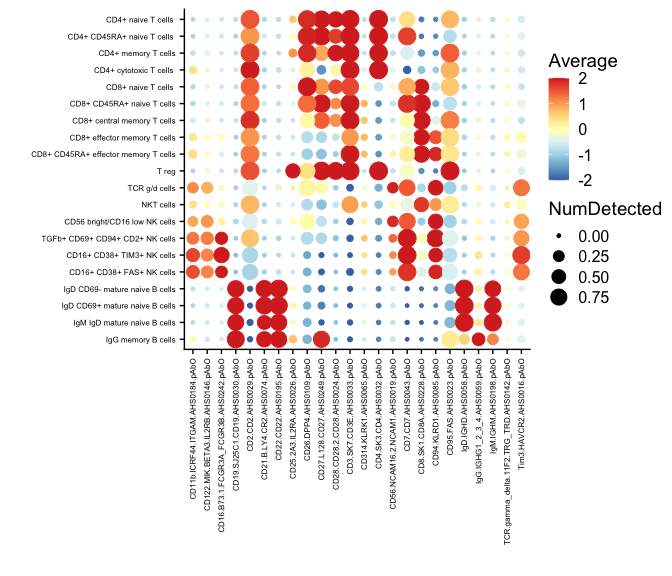 CD4+ naive T cells
CD4+ CD45RA+ naive T cells
CD4+ memory T cells
CD4+ cytotoxic T cells
CD8+ naive T cells
CD8+ CD45RA+ naive T cells
CD8+ central memory T cells
CD8+ effector memory T cells
CD8+ CD45RA+ effector memory T cells
T reg
TCR g/d cells
NKT cells
CD56 bright/CD16 low NK cells
TGFb+ CD69+ CD94+ CD2+ NK cells
CD16+ CD38+ TIM3+ NK cells
CD16+ CD38+ FAS+ NK cells
IgD CD69- mature naive B cells
IgD CD69+ mature naive B cells
IgM IgD mature naive B cells
IgG memory B cells
CD11b.ICRF44.ITGAM.AHS0184.pAbO
CD122.MIK.BETA3.IL2RB.AHS0146.pAbO
CD16.B73.1.FCGR3A_FCGR3B.AHS0242.pAbO
CD19.SJ25C1.CD19.AHS0030.pAbO
CD2.CD2.AHS0029.pAbO
CD21.B.LY4.CR2.AHS0074.pAbO
CD22.CD22.AHS0195.pAbO
CD25.2A3.IL2RA.AHS0026.pAbO
CD26.DPP4.AHS0109.pAbO
CD27.L128.CD27.AHS0249.pAbO
CD28.CD28.2.CD28.AHS0024.pAbO
CD3.SK7.CD3E.AHS0033.pAbO
CD314.KLRK1.AHS0065.pAbO
CD4.SK3.CD4.AHS0032.pAbO
CD56.NCAM16.2.NCAM1.AHS0019.pAbO
CD7.CD7.AHS0043.pAbO
CD8.SK1.CD8A.AHS0228.pAbO
CD94.KLRD1.AHS0085.pAbO
CD95.FAS.AHS0023.pAbO
IgD.IGHD.AHS0058.pAbO
IgG.IGHG1_2_3_4.AHS0059.pAbO
IgM.IGHM.AHS0198.pAbO
TCR.gamma_delta.11F2.TRG_TRD.AHS0142.pAbO
Tim3.HAVCR2.AHS0016.pAbO
Average
2
1
0
-1
-2
NumDetected
0.00
0.25
0.50
0.75